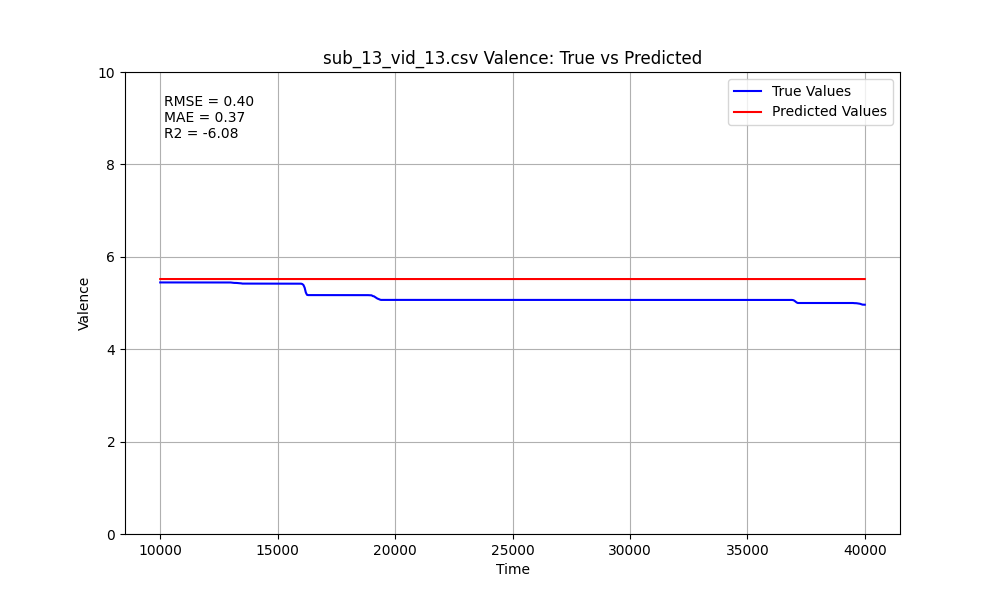 sub_13_vid_13.csv Valence: True vs Predicted
RMSE = 0.40
MAE = 0.37
R2 = -6.08
True Values
Predicted Values
10
8
6
4
2
0
Valence
10000 15000 20000 25000 30000 35000 40000
Time